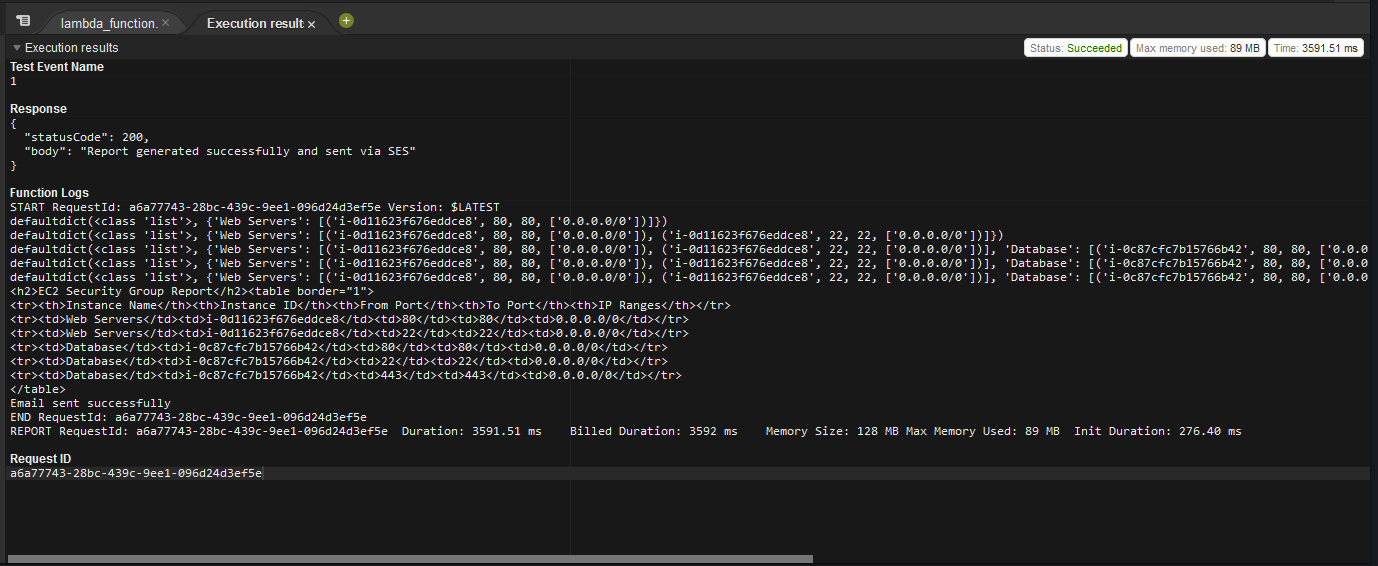 lambda_function. ×
Execution result: ×
Execution results
Status: Succeeded
Max memory used: 89 MB
Time: 3591.51 ms
Test Event Name
1
Response
{
  "statusCode": 200,
  "body": "Report generated successfully and sent via SES"
}
Function Logs
START RequestId: a6a77743-28bc-439c-9ee1-096d24d3ef5e Version: $LATEST
defaultdict(<class 'list'>, {'Web Servers': [('i-0d11623f676eddce8', 80, 80, ['0.0.0.0/0'])]})
defaultdict(<class 'list'>, {'Web Servers': [('i-0d11623f676eddce8', 80, 80, ['0.0.0.0/0']), ('i-0d11623f676eddce8', 22, 22, ['0.0.0.0/0'])]})
defaultdict(<class 'list'>, {'Web Servers': [('i-0d11623f676eddce8', 80, 80, ['0.0.0.0/0']), ('i-0d11623f676eddce8', 22, 22, ['0.0.0.0/0'])], 'Database': [('i-0c87cfc7b15766b42', 80, 80, ['0.0.0
defaultdict(<class 'list'>, {'Web Servers': [('i-0d11623f676eddce8', 80, 80, ['0.0.0.0/0']), ('i-0d11623f676eddce8', 22, 22, ['0.0.0.0/0'])], 'Database': [('i-0c87cfc7b15766b42', 80, 80, ['0.0.0
defaultdict(<class 'list'>, {'Web Servers': [('i-0d11623f676eddce8', 80, 80, ['0.0.0.0/0']), ('i-0d11623f676eddce8', 22, 22, ['0.0.0.0/0'])], 'Database': [('i-0c87cfc7b15766b42', 80, 80, ['0.0.0
<h2>EC2 Security Group Report</h2><table border="1">
<tr><th>Instance Name</th><th>Instance ID</th><th>From Port</th><th>To Port</th><th>IP Ranges</th></tr>
<tr><td>Web Servers</td><td>i-0d11623f676eddce8</td><td>80</td><td>80</td><td>0.0.0.0/0</td></tr>
<tr><td>Web Servers</td><td>i-0d11623f676eddce8</td><td>22</td><td>22</td><td>0.0.0.0/0</td></tr>
<tr><td>Database</td><td>i-0c87cfc7b15766b42</td><td>80</td><td>80</td><td>0.0.0.0/0</td></tr>
<tr><td>Database</td><td>i-0c87cfc7b15766b42</td><td>22</td><td>22</td><td>0.0.0.0/0</td></tr>
<tr><td>Database</td><td>i-0c87cfc7b15766b42</td><td>443</td><td>443</td><td>0.0.0.0/0</td></tr>
</table>
Email sent successfully
END RequestId: a6a77743-28bc-439c-9ee1-096d24d3ef5e
REPORT RequestId: a6a77743-28bc-439c-9ee1-096d24d3ef5e  Duration: 3591.51 ms    Billed Duration: 3592 ms    Memory Size: 128 MB Max Memory Used: 89 MB  Init Duration: 276.40 ms
Request ID
a6a77743-28bc-439c-9ee1-096d24d3ef5e